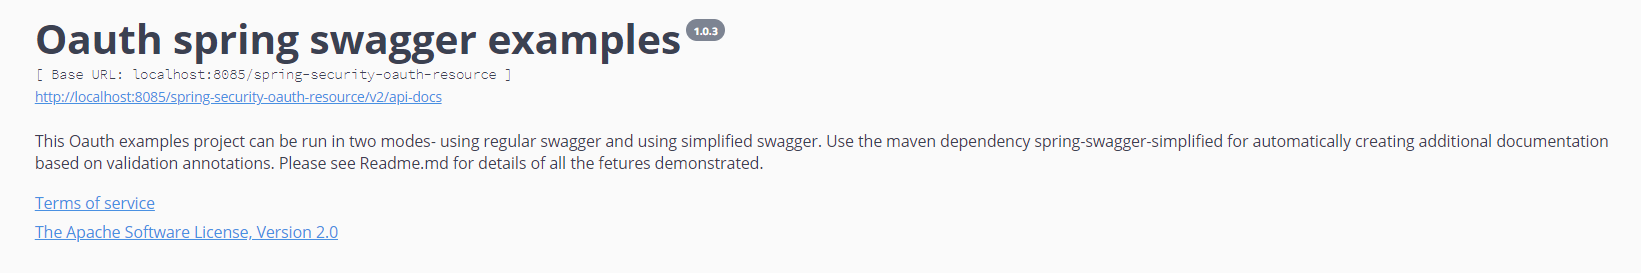 Oauth spring swagger examples 1.0.3
[ Base URL: localhost:8085/spring-security-oauth-resource ]
http://localhost:8085/spring-security-oauth-resource/v2/api-docs
This Oauth examples project can be run in two modes- using regular swagger and using simplified swagger. Use the maven dependency spring-swagger-simplified for automatically creating additional documentation
based on validation annotations. Please see Readme.md for details of all the fetures demonstrated.
Terms of service
The Apache Software License, Version 2.0